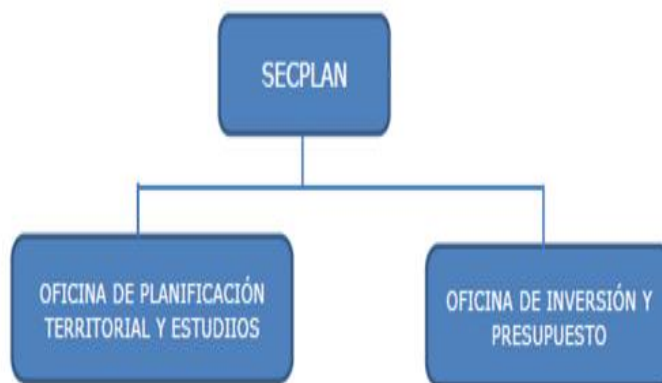 SECPLAN
OFICINA DE PLANIFICACIÓN
TERRITORIAL Y ESTUDIIOS
OFICINA DE INVERSIÓN Y
PRESUPUESTO